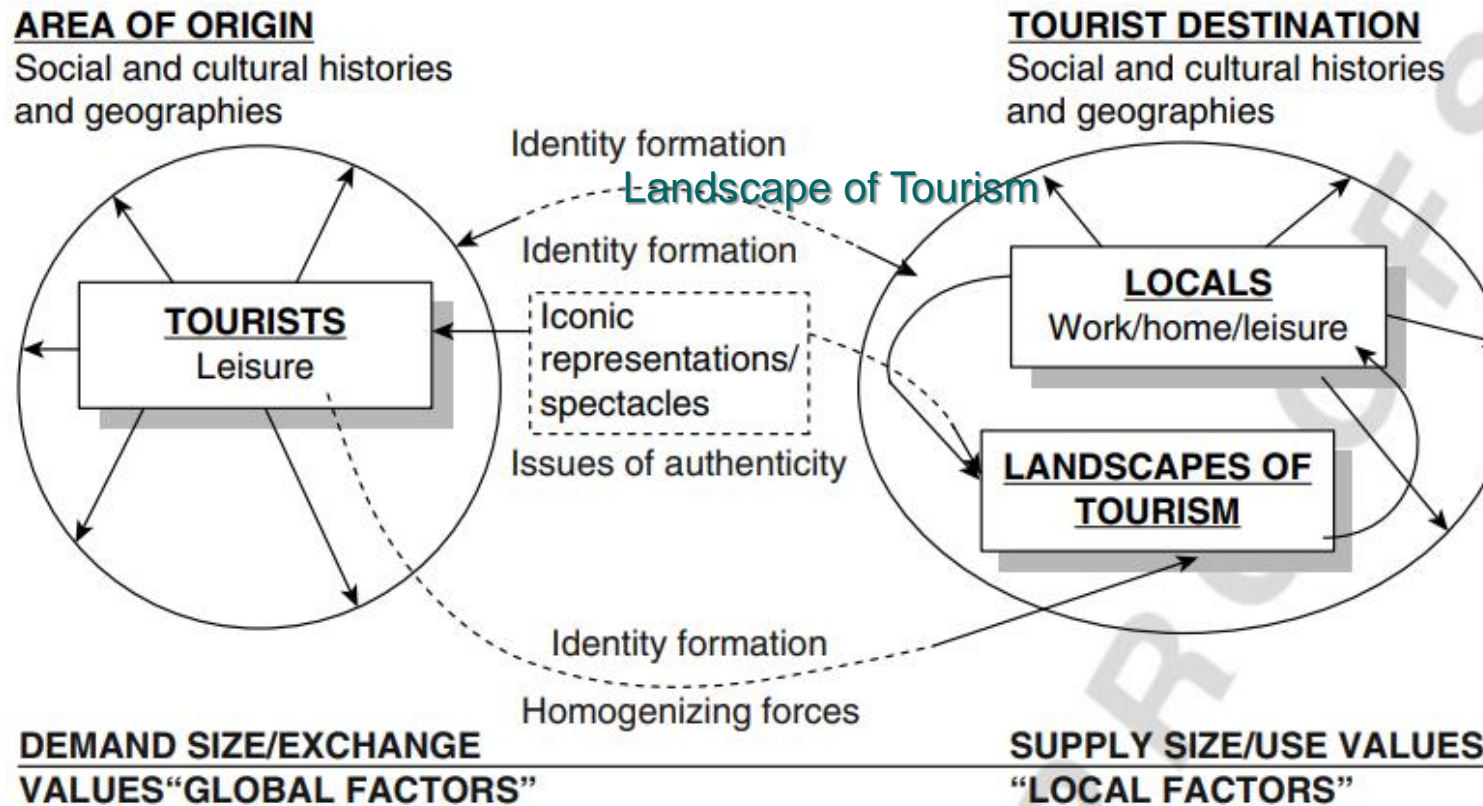 AREA OF ORIGIN
Social and cultural histories
and geographies
TOURIST DESTINATION
Social and cultural histories
and geographies
Identity formation
Landscape of Tourism
Identity formation
Iconic
representations/
spectacles
Issues of authenticity
TOURISTS
Leisure
LOCALS
Work/home/leisure
LANDSCAPES OF
TOURISM
Identity formation
Homogenizing forces
DEMAND SIZE/EXCHANGE
VALUES“GLOBAL FACTORS”
SUPPLY SIZE/USE VALUES
“LOCAL FACTORS”